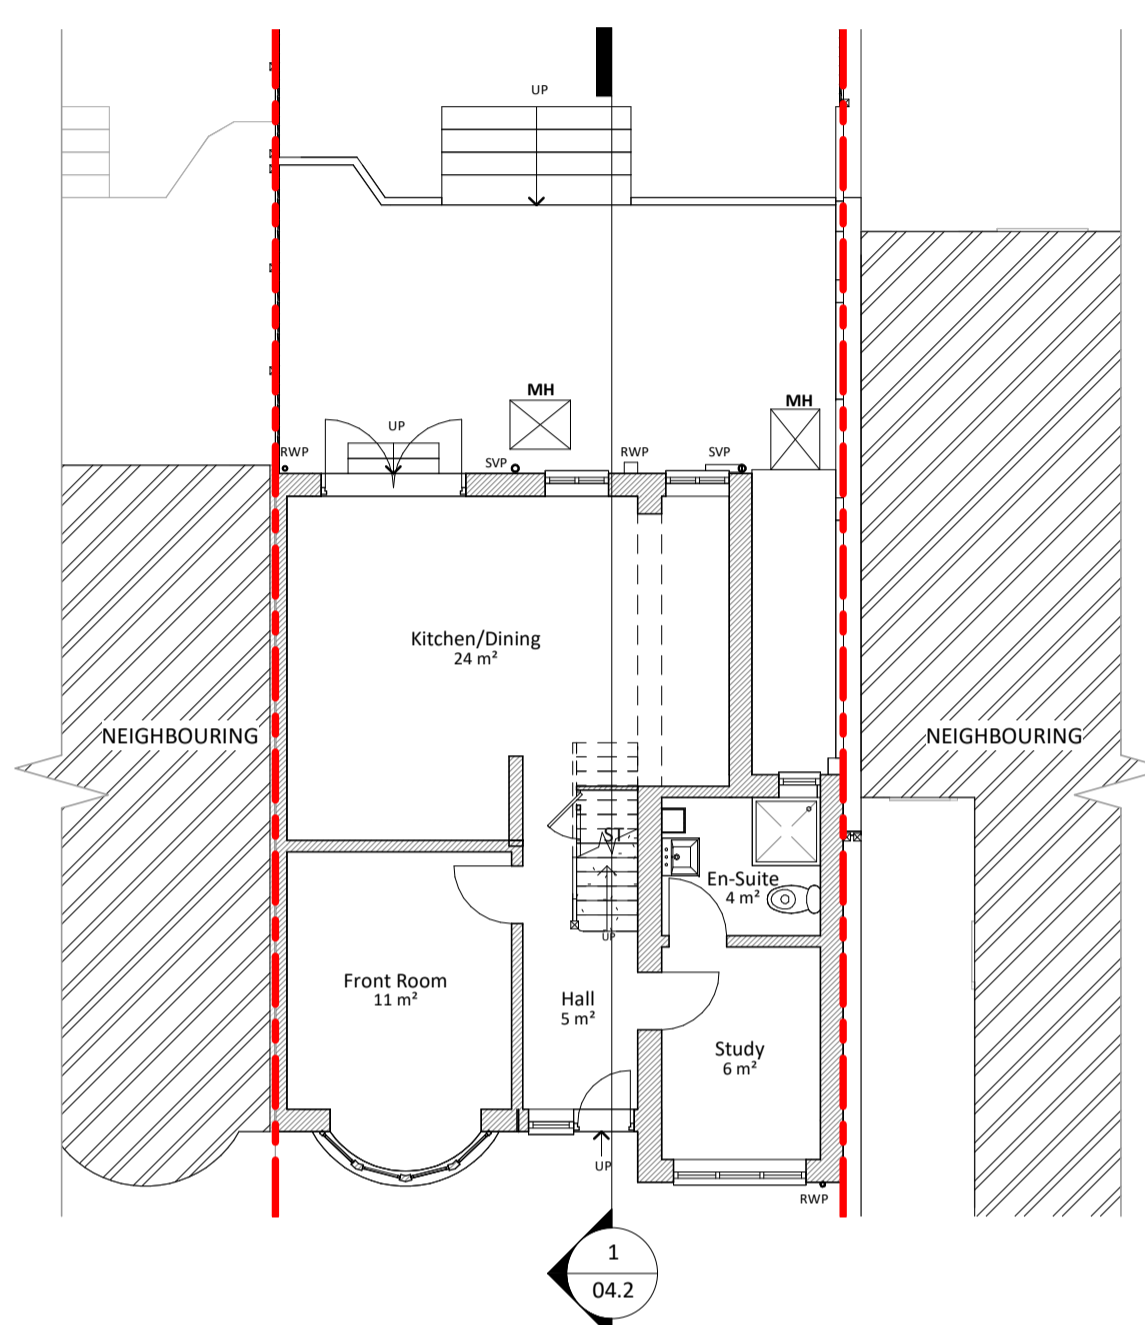 UP
MH
MH
UP
RWP
SVP
RWP
SVP
Kitchen/Dining
24 m²
NEIGHBOURING
NEIGHBOURING
ST
En-Suite
4 m²
UP
Front Room
11 m²
Hall
5 m²
Study
6 m²
UP
RWP
1
04.2